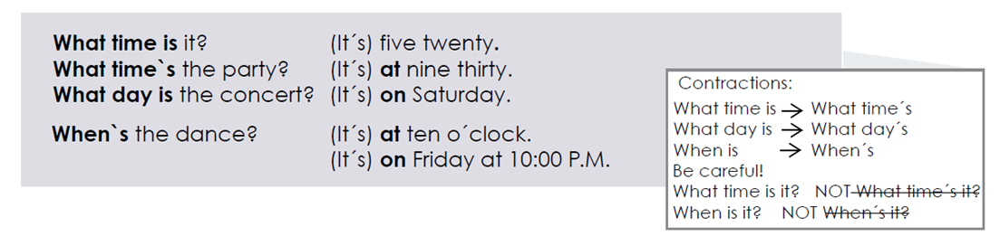 What time is it? (It´s) five twenty.
What time`s the party? (It´s) at nine thirty.
What day is the concert? (It´s) on Saturday.
When`s the dance? (It´s) at ten o´clock.
(It´s) on Friday at 10:00 P.M.
Contractions:
What time is → What time´s
What day is → What day´s
When is → When´s
Be careful!
What time is it? NOT What time´s it?
When is it? NOT When´s it?